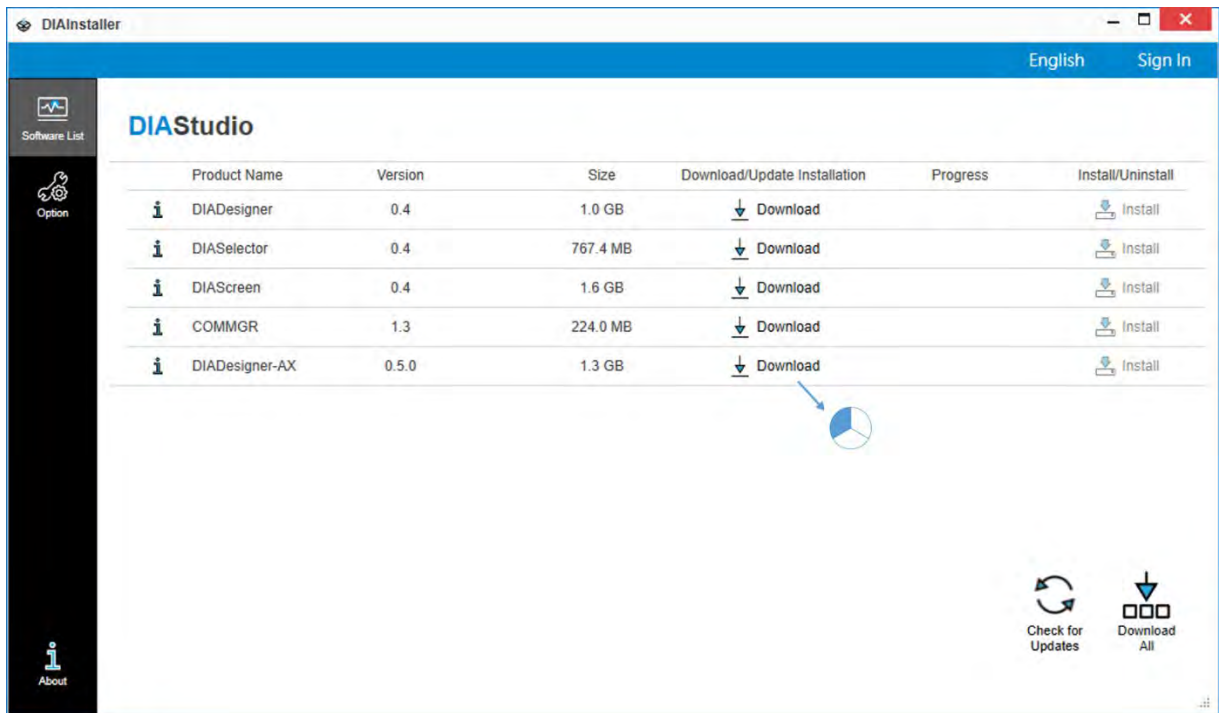 DIAInstaller
English Sign In
Software List
DIAStudio
Product Name Version Size Download/Update Installation Progress Install/Uninstall
Option
DIADesigner 0.4 1.0 GB Download Install
DIASelector 0.4 767.4 MB Download Install
DIAScreen 0.4 1.6 GB Download Install
COMMGR 1.3 224.0 MB Download Install
DIADesigner-AX 0.5.0 1.3 GB Download Install
Check for
Updates
Download
All
About